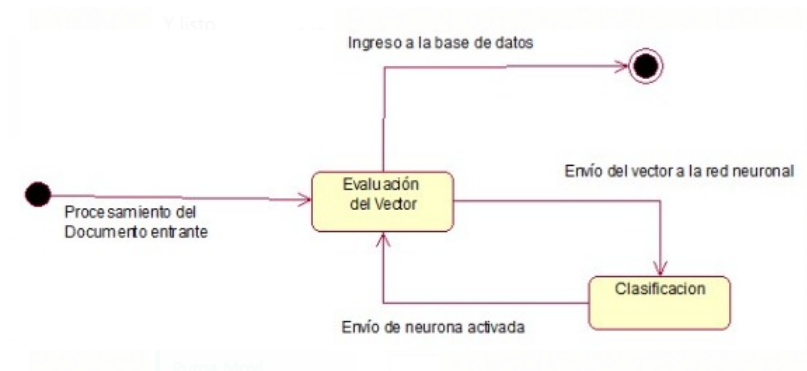 Y listo
Ingreso a la base de datos
Envío del vector a la red neuronal
Evaluación
del Vector
Procesamiento del
Documento entrante
Clasificacion
Envío de neurona activada